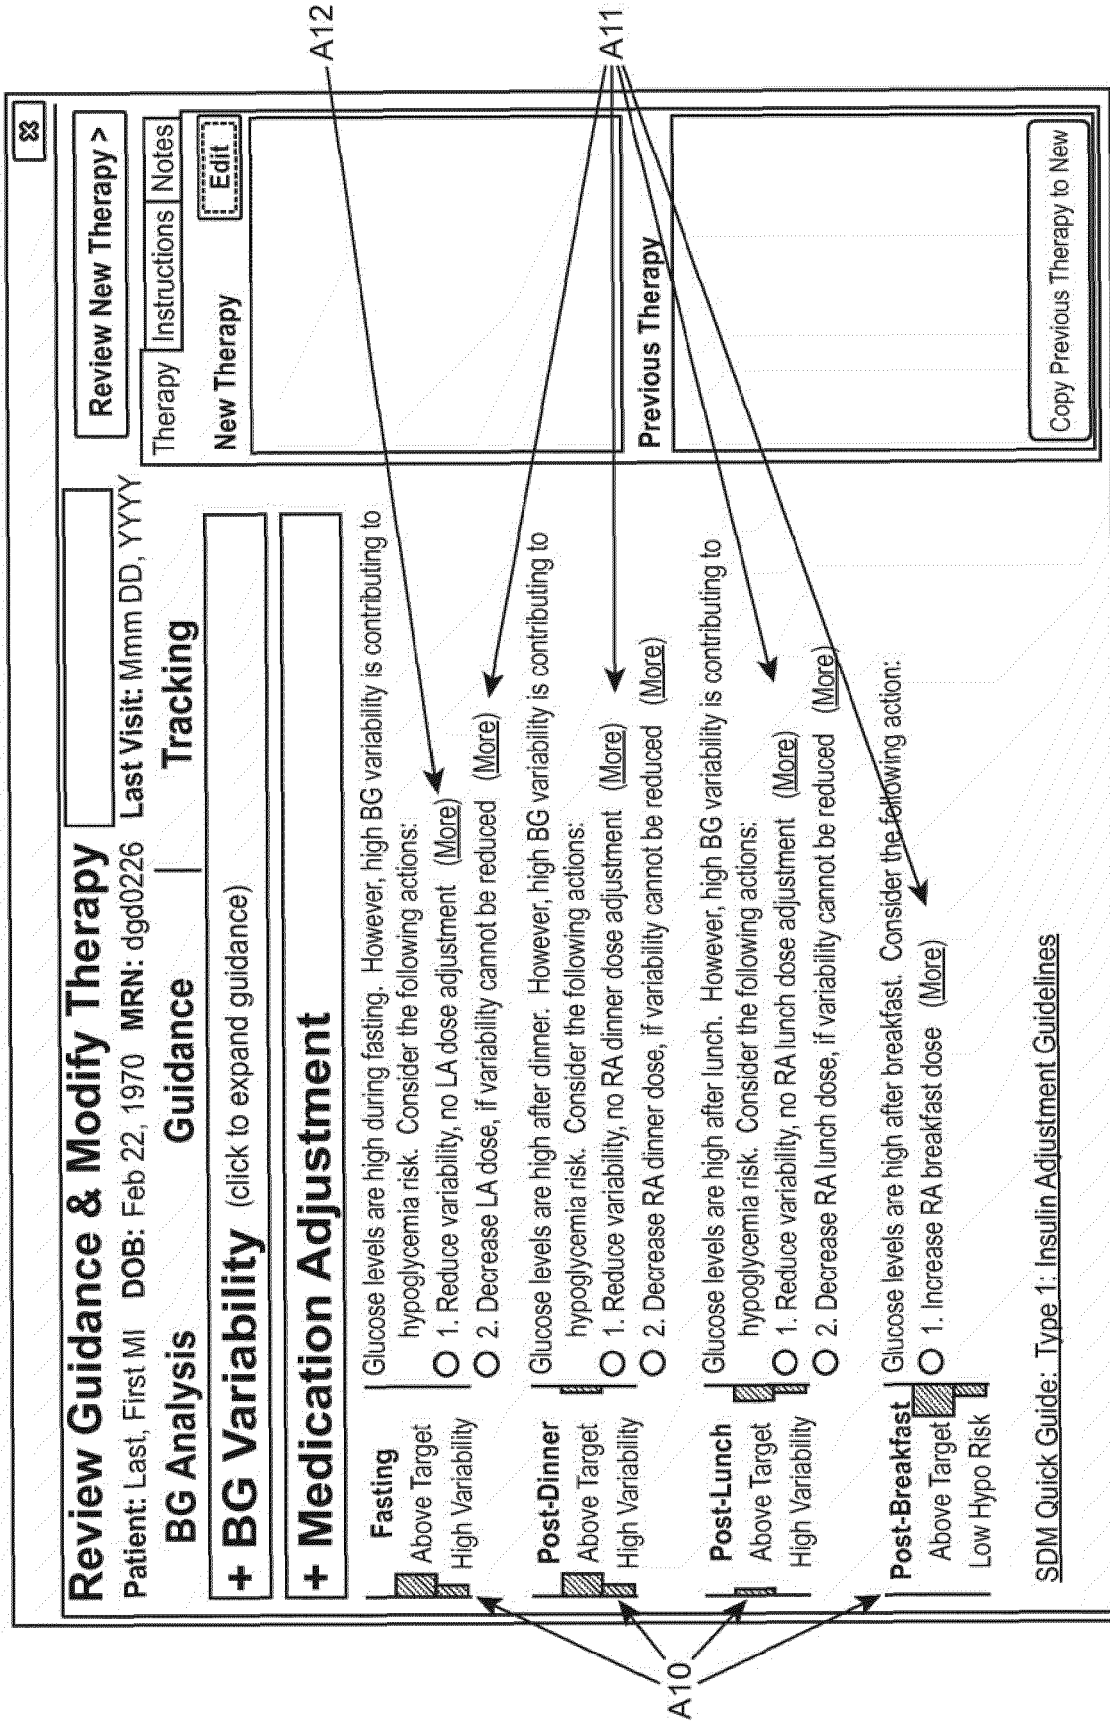 Review Guidance & Modify Therapy
Review New Therapy >
Patient: Last, First MI DOB: Feb 22, 1970 MRN: dgd0226 Last Visit: Mmm DD, YYYY
BG Analysis Guidance Tracking
Therapy Instructions Notes
+ BG Variability (click to expand guidance)
New Therapy Edit
+ Medication Adjustment
A12
Fasting
Above Target
High Variability
Glucose levels are high during fasting. However, high BG variability is contributing to
hypoglycemia risk. Consider the following actions:
1. Reduce variability, no LA dose adjustment (More)
2. Decrease LA dose, if variability cannot be reduced (More)
Post-Dinner
Above Target
High Variability
Glucose levels are high after dinner. However, high BG variability is contributing to
hypoglycemia risk. Consider the following actions:
1. Reduce variability, no RA dinner dose adjustment (More)
2. Decrease RA dinner dose, if variability cannot be reduced (More)
A10
A11
Previous Therapy
Post-Lunch
Above Target
High Variability
Glucose levels are high after lunch. However, high BG variability is contributing to
hypoglycemia risk. Consider the following actions:
1. Reduce variability, no RA lunch dose adjustment (More)
2. Decrease RA lunch dose, if variability cannot be reduced (More)
Post-Breakfast
Above Target
Low Hypo Risk
Glucose levels are high after breakfast. Consider the following action:
1. Increase RA breakfast dose (More)
SDM Quick Guide: Type 1: Insulin Adjustment Guidelines
Copy Previous Therapy to New